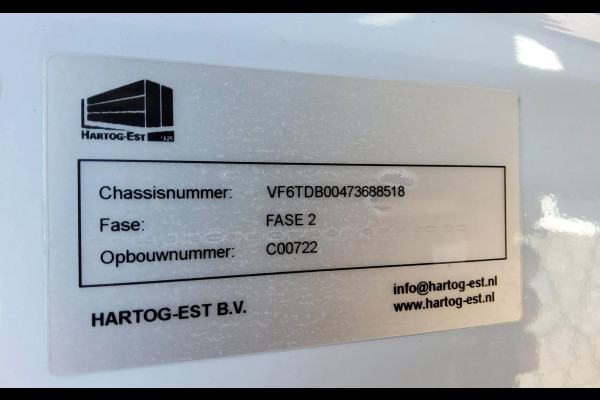 HARTOG-EST
Chassisnummer: VF6TDB00473688518
Fase: FASE 2
Opbouwnummer: C00722
HARTOG-EST B.V.
info@hartog-est.nl
www.hartog-est.nl